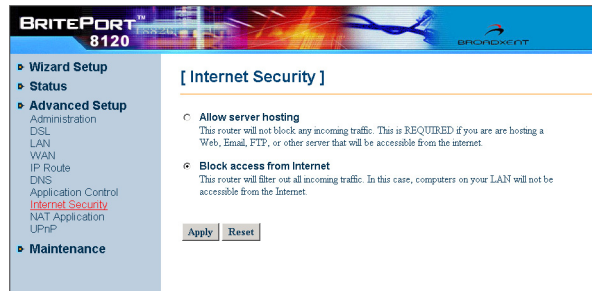 BRITEPORT™
8120
BROADXENT
Wizard Setup
Status
Advanced Setup
Administration
DSL
LAN
WAN
IP Route
DNS
Application Control
Internet Security
NAT Application
UPnP
Maintenance
[ Internet Security ]
Allow server hosting
This router will not block any incoming traffic. This is REQUIRED if you are are hosting a
Web, Email, FTP, or other server that will be accessible from the internet.
Block access from Internet
This router will filter out all incoming traffic. In this case, computers on your LAN will not be
accessible from the Internet.
Apply Reset